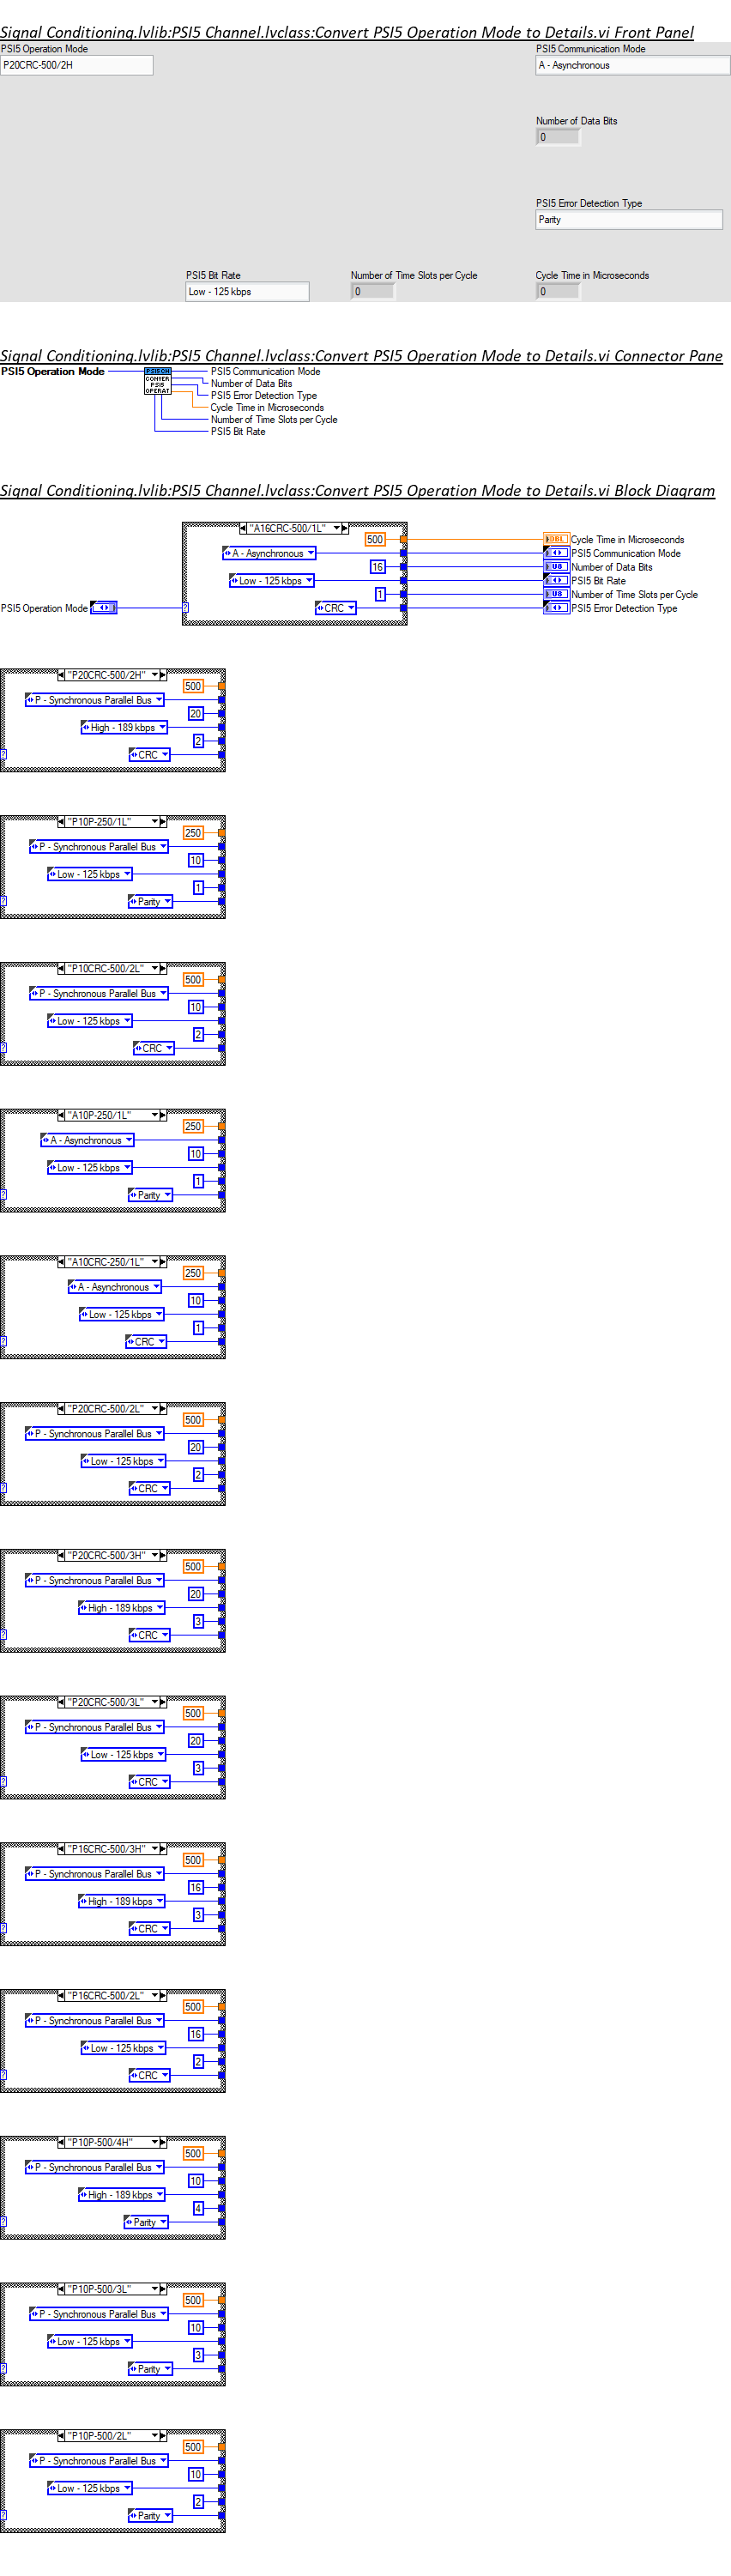 Signal Conditioning.lvlib:PSI5 Channel.lvclass:Convert PSI5 Operation Mode to Details.vi Front Panel
PSI5 Operation Mode
PSI5 Communication Mode
P20CRC-500/2H
A - Asynchronous
Number of Data Bits
0
PSI5 Error Detection Type
Parity
PSI5 Bit Rate
Number of Time Slots per Cycle
Cycle Time in Microseconds
Low - 125 kbps
0
0
Signal Conditioning.lvlib:PSI5 Channel.lvclass:Convert PSI5 Operation Mode to Details.vi Connector Pane
PSI5 Operation Mode
PSI5CH
CONVER
PSI5
OPERAT
PSI5 Communication Mode
Number of Data Bits
PSI5 Error Detection Type
Cycle Time in Microseconds
Number of Time Slots per Cycle
PSI5 Bit Rate
Signal Conditioning.lvlib:PSI5 Channel.lvclass:Convert PSI5 Operation Mode to Details.vi Block Diagram
"A16CRC-500/1L"
500
DBL
Cycle Time in Microseconds
A - Asynchronous
PSI5 Communication Mode
16
U8
Number of Data Bits
Low - 125 kbps
PSI5 Bit Rate
1
U8
Number of Time Slots per Cycle
PSI5 Operation Mode
?
CRC
PSI5 Error Detection Type
"P20CRC-500/2H"
500
P - Synchronous Parallel Bus
20
High - 189 kbps
2
?
CRC
"P10P-250/1L"
250
P - Synchronous Parallel Bus
10
Low - 125 kbps
1
?
Parity
"P10CRC-500/2L"
500
P - Synchronous Parallel Bus
10
Low - 125 kbps
2
?
CRC
"A10P-250/1L"
250
A - Asynchronous
10
Low - 125 kbps
1
?
Parity
"A10CRC-250/1L"
250
A - Asynchronous
10
Low - 125 kbps
1
?
CRC
"P20CRC-500/2L"
500
P - Synchronous Parallel Bus
20
Low - 125 kbps
2
?
CRC
"P20CRC-500/3H"
500
P - Synchronous Parallel Bus
20
High - 189 kbps
3
?
CRC
"P20CRC-500/3L"
500
P - Synchronous Parallel Bus
20
Low - 125 kbps
3
?
CRC
"P16CRC-500/3H"
500
P - Synchronous Parallel Bus
16
High - 189 kbps
3
?
CRC
"P16CRC-500/2L"
500
P - Synchronous Parallel Bus
16
Low - 125 kbps
2
?
CRC
"P10P-500/4H"
500
P - Synchronous Parallel Bus
10
High - 189 kbps
4
?
Parity
"P10P-500/3L"
500
P - Synchronous Parallel Bus
10
Low - 125 kbps
3
?
Parity
"P10P-500/2L"
500
P - Synchronous Parallel Bus
10
Low - 125 kbps
2
?
Parity